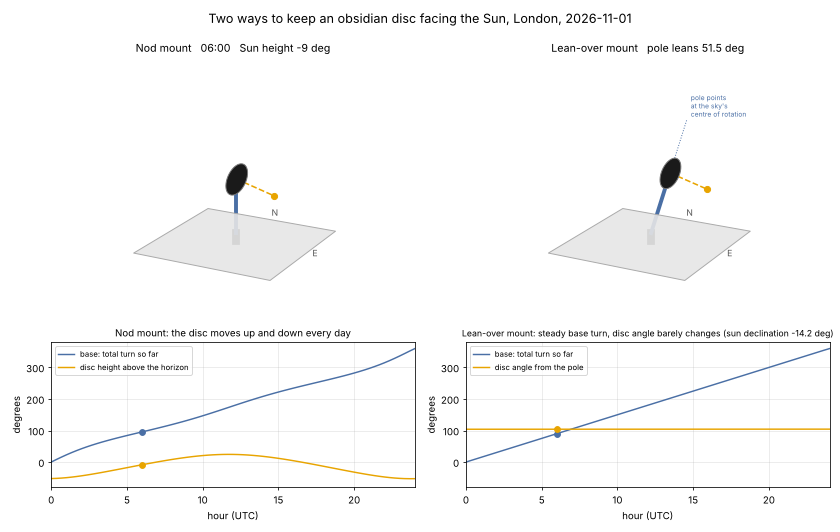 Two ways to keep an obsidian disc facing the Sun, London, 2026-11-01
Nod mount   06:00   Sun height -9 deg
N
E
Lean-over mount   pole leans 51.5 deg
pole points
at the sky's
centre of rotation
N
E
Nod mount: the disc moves up and down every day
base: total turn so far
disc height above the horizon
degrees
300
200
100
0
0 5 10 15 20
hour (UTC)
Lean-over mount: steady base turn, disc angle barely changes (sun declination -14.2 deg)
base: total turn so far
disc angle from the pole
degrees
300
200
100
0
0 5 10 15 20
hour (UTC)